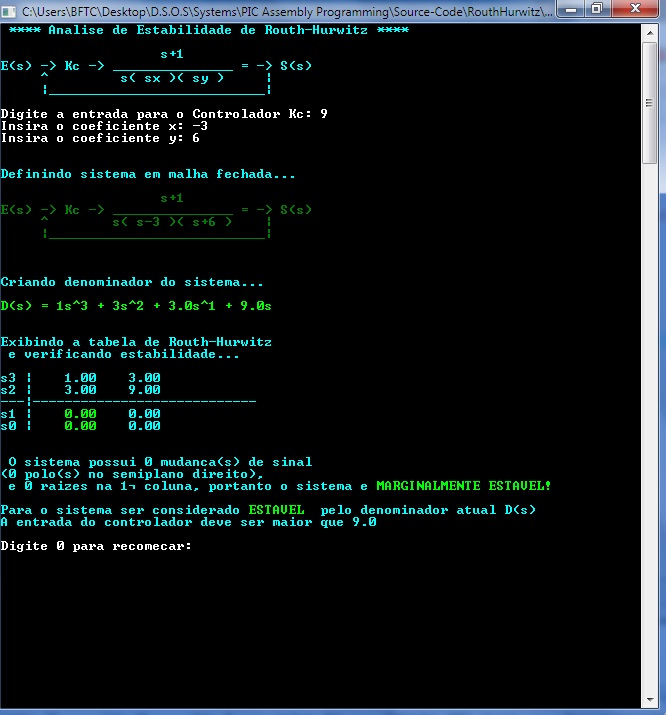 C:\Users\BFTC\Desktop\D.S.O.S\Systems\PIC Assembly Programming\Source-Code\RouthHurwitz\...
**** Analise de Estabilidade de Routh-Hurwitz ****
s+1
E(s) -> Kc -> _______________ = -> S(s)
^ s( sx )( sy ) ¦
¦___________________________¦
Digite a entrada para o Controlador Kc: 9
Insira o coeficiente x: -3
Insira o coeficiente y: 6
Definindo sistema em malha fechada...
s+1
E(s) -> Kc -> _______________ = -> S(s)
^ s( s-3 )( s+6 ) ¦
¦___________________________¦
Criando denominador do sistema...
D(s) = 1s^3 + 3s^2 + 3.0s^1 + 9.0s
Exibindo a tabela de Routh-Hurwitz
e verificando estabilidade...
s3 ¦ 1.00 3.00
s2 ¦ 3.00 9.00
---¦----------------------------
s1 ¦ 0.00 0.00
s0 ¦ 0.00 0.00
O sistema possui 0 mudanca(s) de sinal
(0 polo(s) no semiplano direito),
e 0 raizes na 1¬ coluna, portanto o sistema e MARGINALMENTE ESTAVEL!
Para o sistema ser considerado ESTAVEL pelo denominador atual D(s)
A entrada do controlador deve ser maior que 9.0
Digite 0 para recomecar: